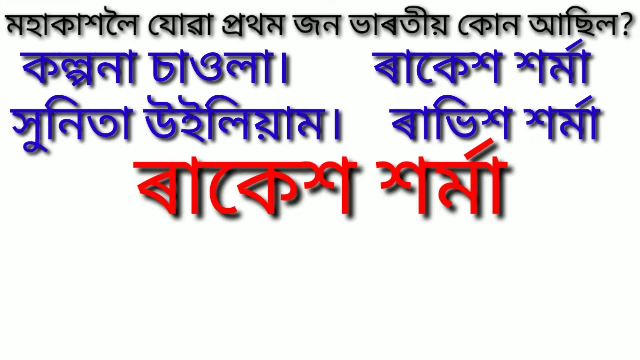 মহাকাশলৈ যোৱা প্ৰথম জন ভাৰতীয় কোন আছিল?
কল্পনা চাওলা। ৰাকেশ শৰ্মা
সুনিতা উইলিয়াম। ৰাভিশ শৰ্মা
ৰাকেশ শৰ্মা